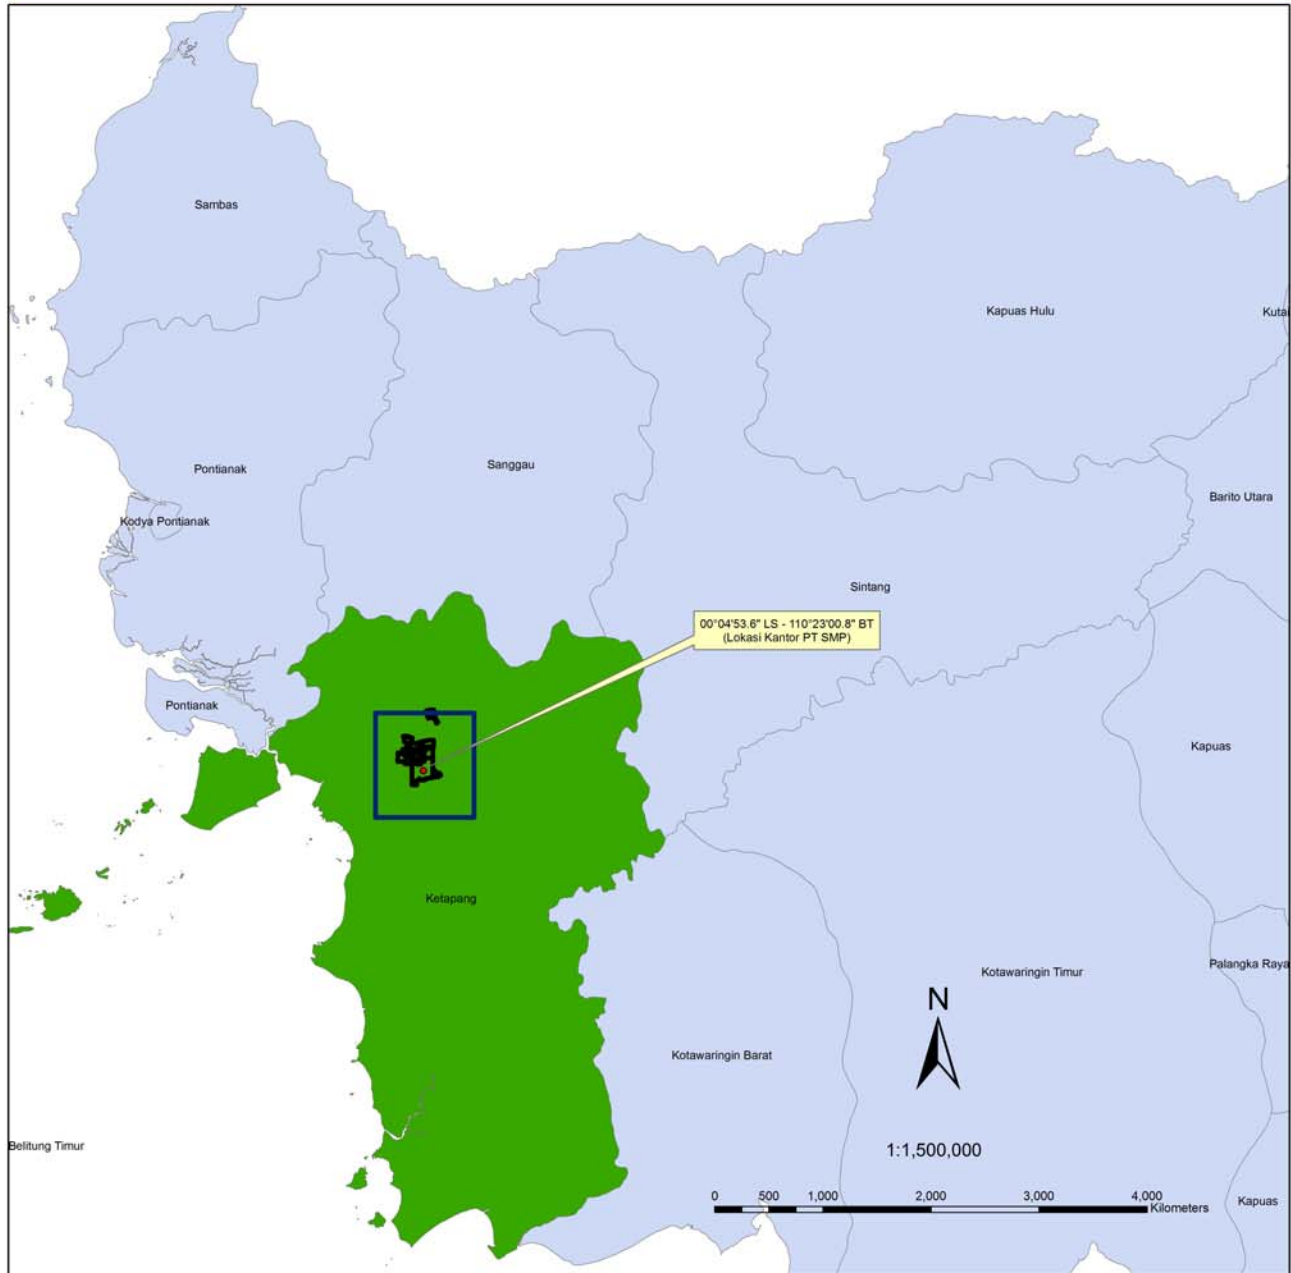 Sambas
Kapuas Hulu
Kutai
Pontianak
Sanggau
Barito Utara
Kodya Pontianak
Sintang
00°04'53.6" LS - 110°23'00.8" BT
(Lokasi Kantor PT SMP)
Pontianak
Kapuas
Ketapang
Palangka Raya
Kotawaringin Timur
N
Kotawaringin Barat
Belitung Timur
1:1,500,000
0 500 1,000 2,000 3,000 4,000
Kilometers
Kapuas